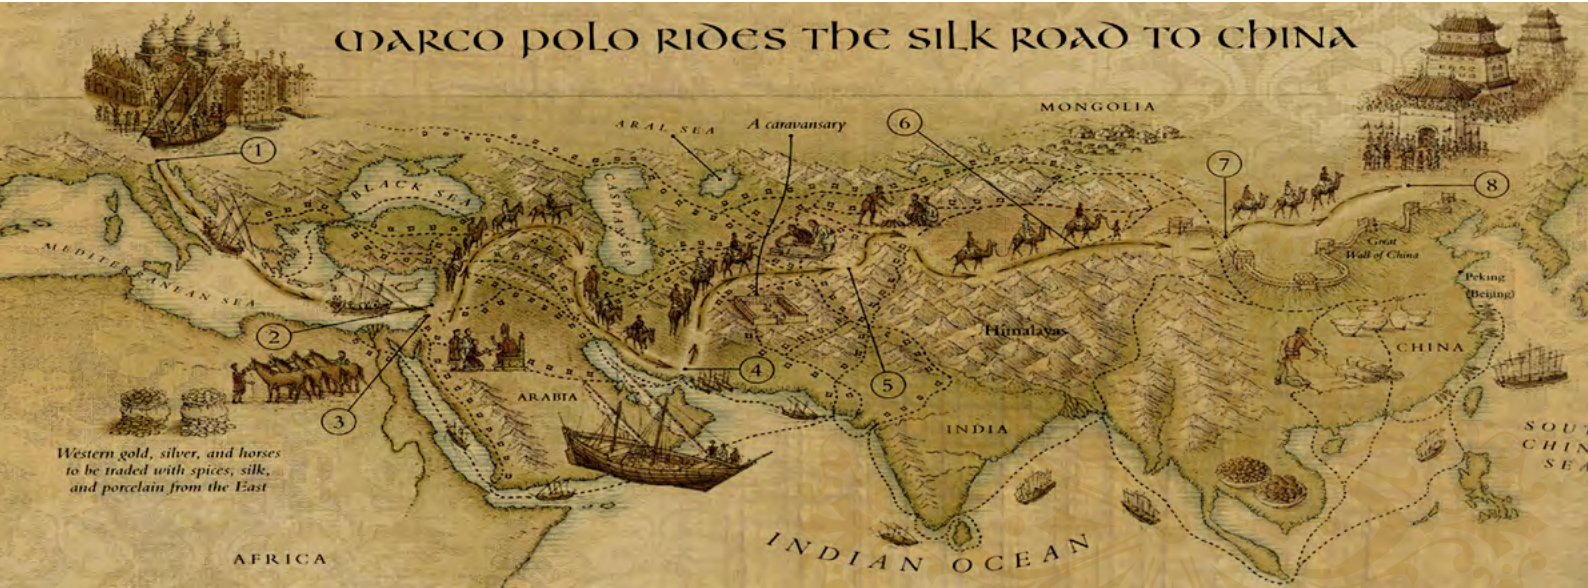 MARCO POLO RIDES THE SILK ROAD TO CHINA
MONGOLIA
ARAL SEA
A caravansary
6
1
7
8
BLACK SEA
CASPIAN SEA
MEDITERRANEAN SEA
Great
Wall of China
Peking
(Beijing)
2
Himalayas
CHINA
4
5
ARABIA
3
INDIA
Western gold, silver, and horses
to be traded with spices, silk,
and porcelain from the East
SOU
CHIN
SEA
AFRICA
INDIAN OCEAN